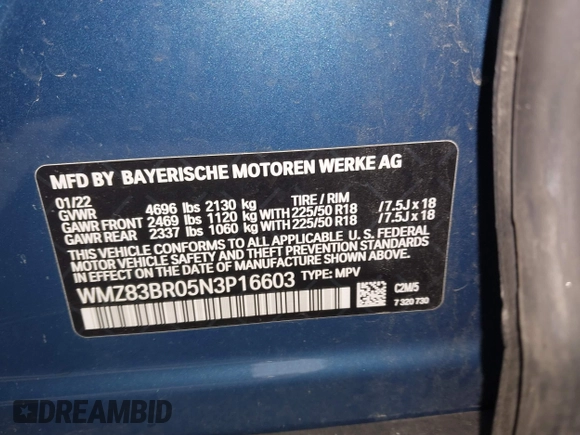 MFD BY BAYERISCHE MOTOREN WERKE AG
01/22 TIRE / RIM
GVWR 4696 lbs 2130 kg
GAWR FRONT 2469 lbs 1120 kg WITH 225/50 R18 /7.5J x 18
GAWR REAR 2337 lbs 1060 kg WITH 225/50 R18 /7.5J x 18
THIS VEHICLE CONFORMS TO ALL APPLICABLE U. S. FEDERAL
MOTOR VEHICLE SAFETY AND THEFT PREVENTION STANDARDS
IN EFFECT ON THE DATE OF MANUFACTURE SHOWN ABOVE.
WMZ83BR05N3P16603 TYPE: MPV
C2M/5
7 320 730
DREAMBID